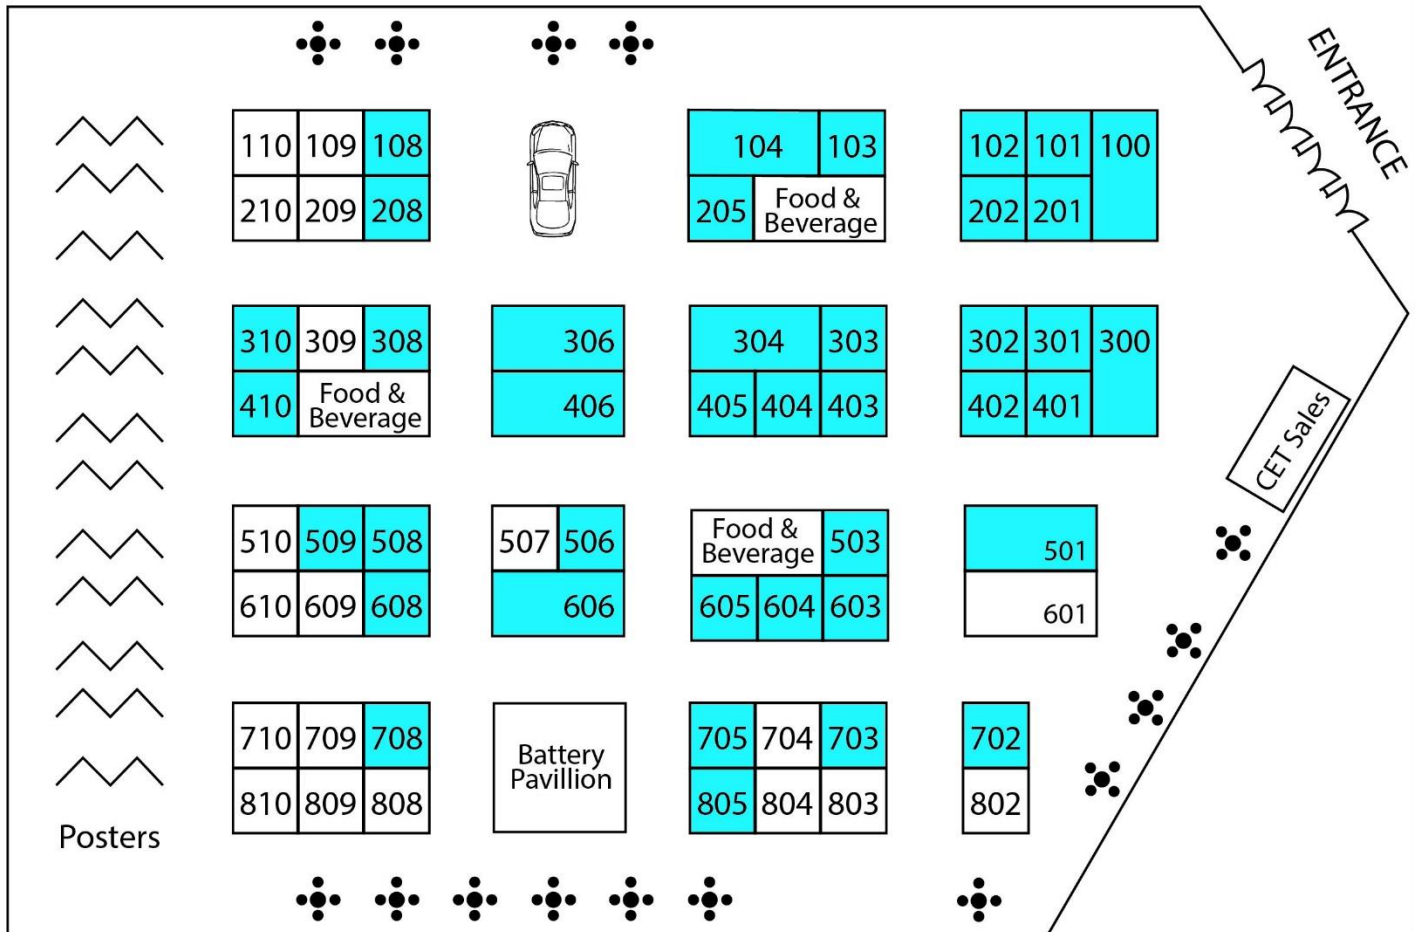 ENTRANCE
110 109 108
104 103
102 101 100
210 209 208
205 Food &
Beverage
202 201
310 309 308
306
304 303
302 301 300
410 Food &
Beverage
406
405 404 403
402 401
CET Sales
510 509 508
507 506
Food &
Beverage 503
501
610 609 608
606
605 604 603
601
710 709 708
Battery
Pavillion
705 704 703
702
810 809 808
805 804 803
802
Posters